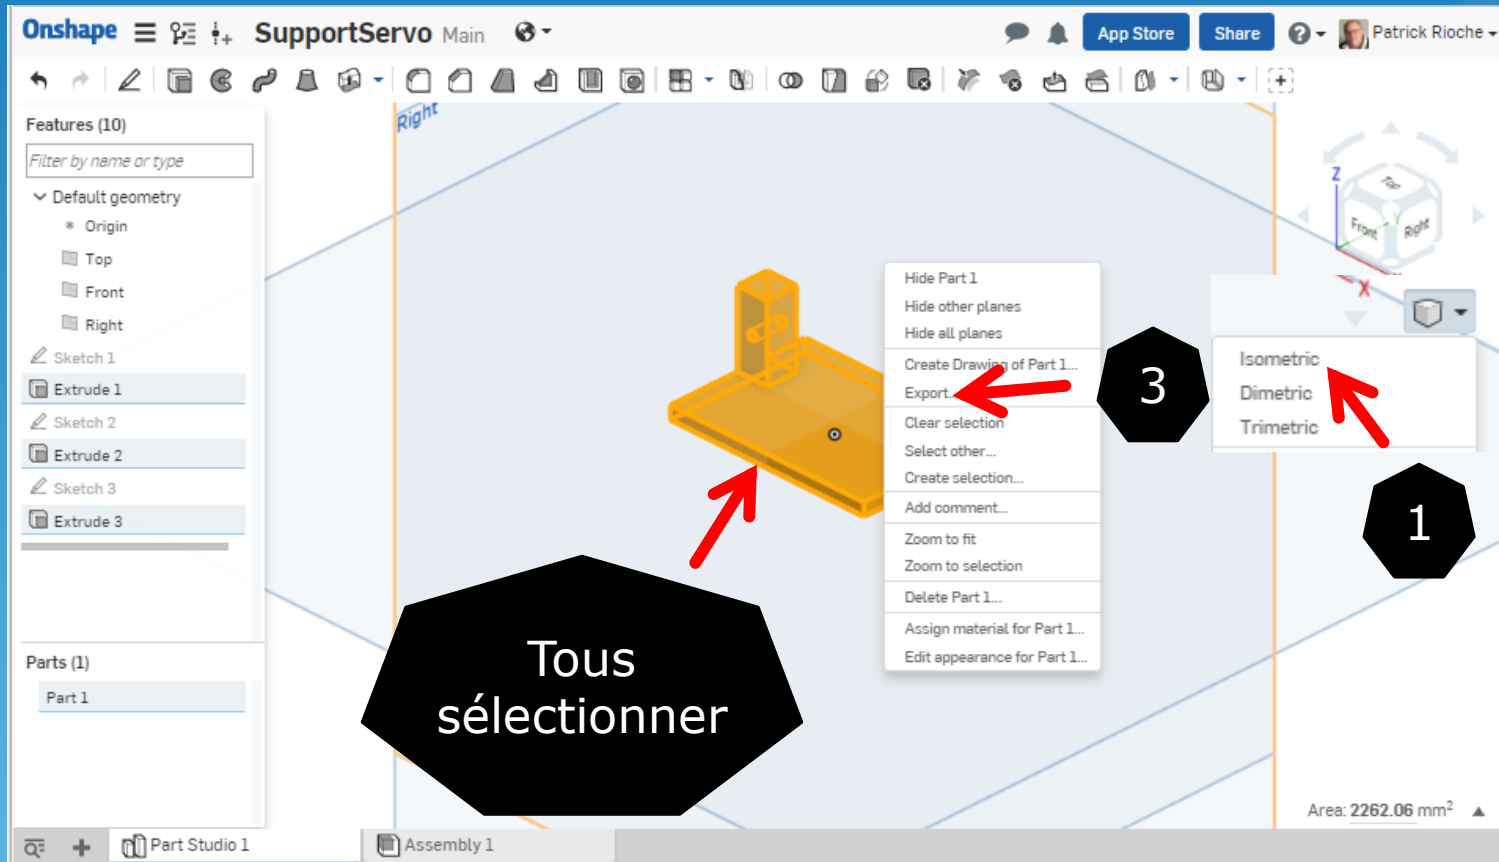 Onshape SupportServo Main App Store Share Patrick Rioche
Features (10)
Filter by name or type
Default geometry
Origin
Top
Front
Right
Sketch 1
Extrude 1
Sketch 2
Extrude 2
Sketch 3
Extrude 3
Parts (1)
Part 1
Right
Tous
sélectionner
Hide Part 1
Hide other planes
Hide all planes
Create Drawing of Part 1...
Export...
Clear selection
Select other...
Create selection...
Add comment...
Zoom to fit
Zoom to selection
Delete Part 1...
Assign material for Part 1...
Edit appearance for Part 1...
3
Z
Top
Front
Y
Right
X
Isometric
Dimetric
Trimetric
1
Area: 2262.06 mm²
Part Studio 1
Assembly 1